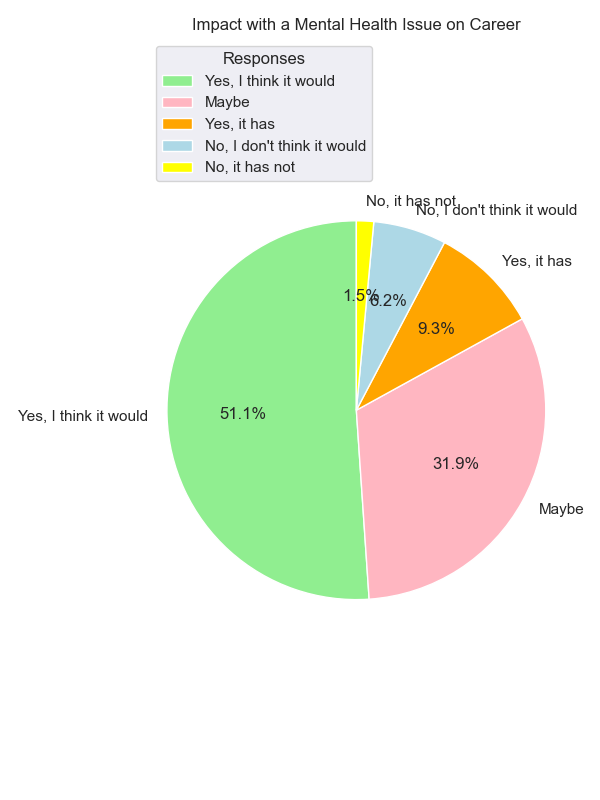 Impact with a Mental Health Issue on Career
Responses
Yes, I think it would
Maybe
Yes, it has
No, I don't think it would
No, it has not
No, it has not
No, I don't think it would
Yes, it has
1.5%
6.2%
9.3%
Yes, I think it would
51.1%
31.9%
Maybe